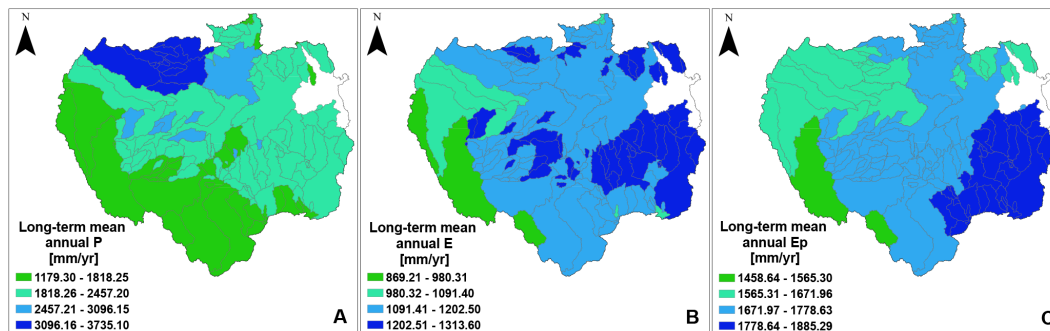 N
Long-term mean
annual P
[mm/yr]
1179.30 - 1818.25
1818.26 - 2457.20
2457.21 - 3096.15
3096.16 - 3735.10
A
N
Long-term mean
annual E
[mm/yr]
869.21 - 980.31
980.32 - 1091.40
1091.41 - 1202.50
1202.51 - 1313.60
B
N
Long-term mean
annual Ep
[mm/yr]
1458.64 - 1565.30
1565.31 - 1671.96
1671.97 - 1778.63
1778.64 - 1885.29
C